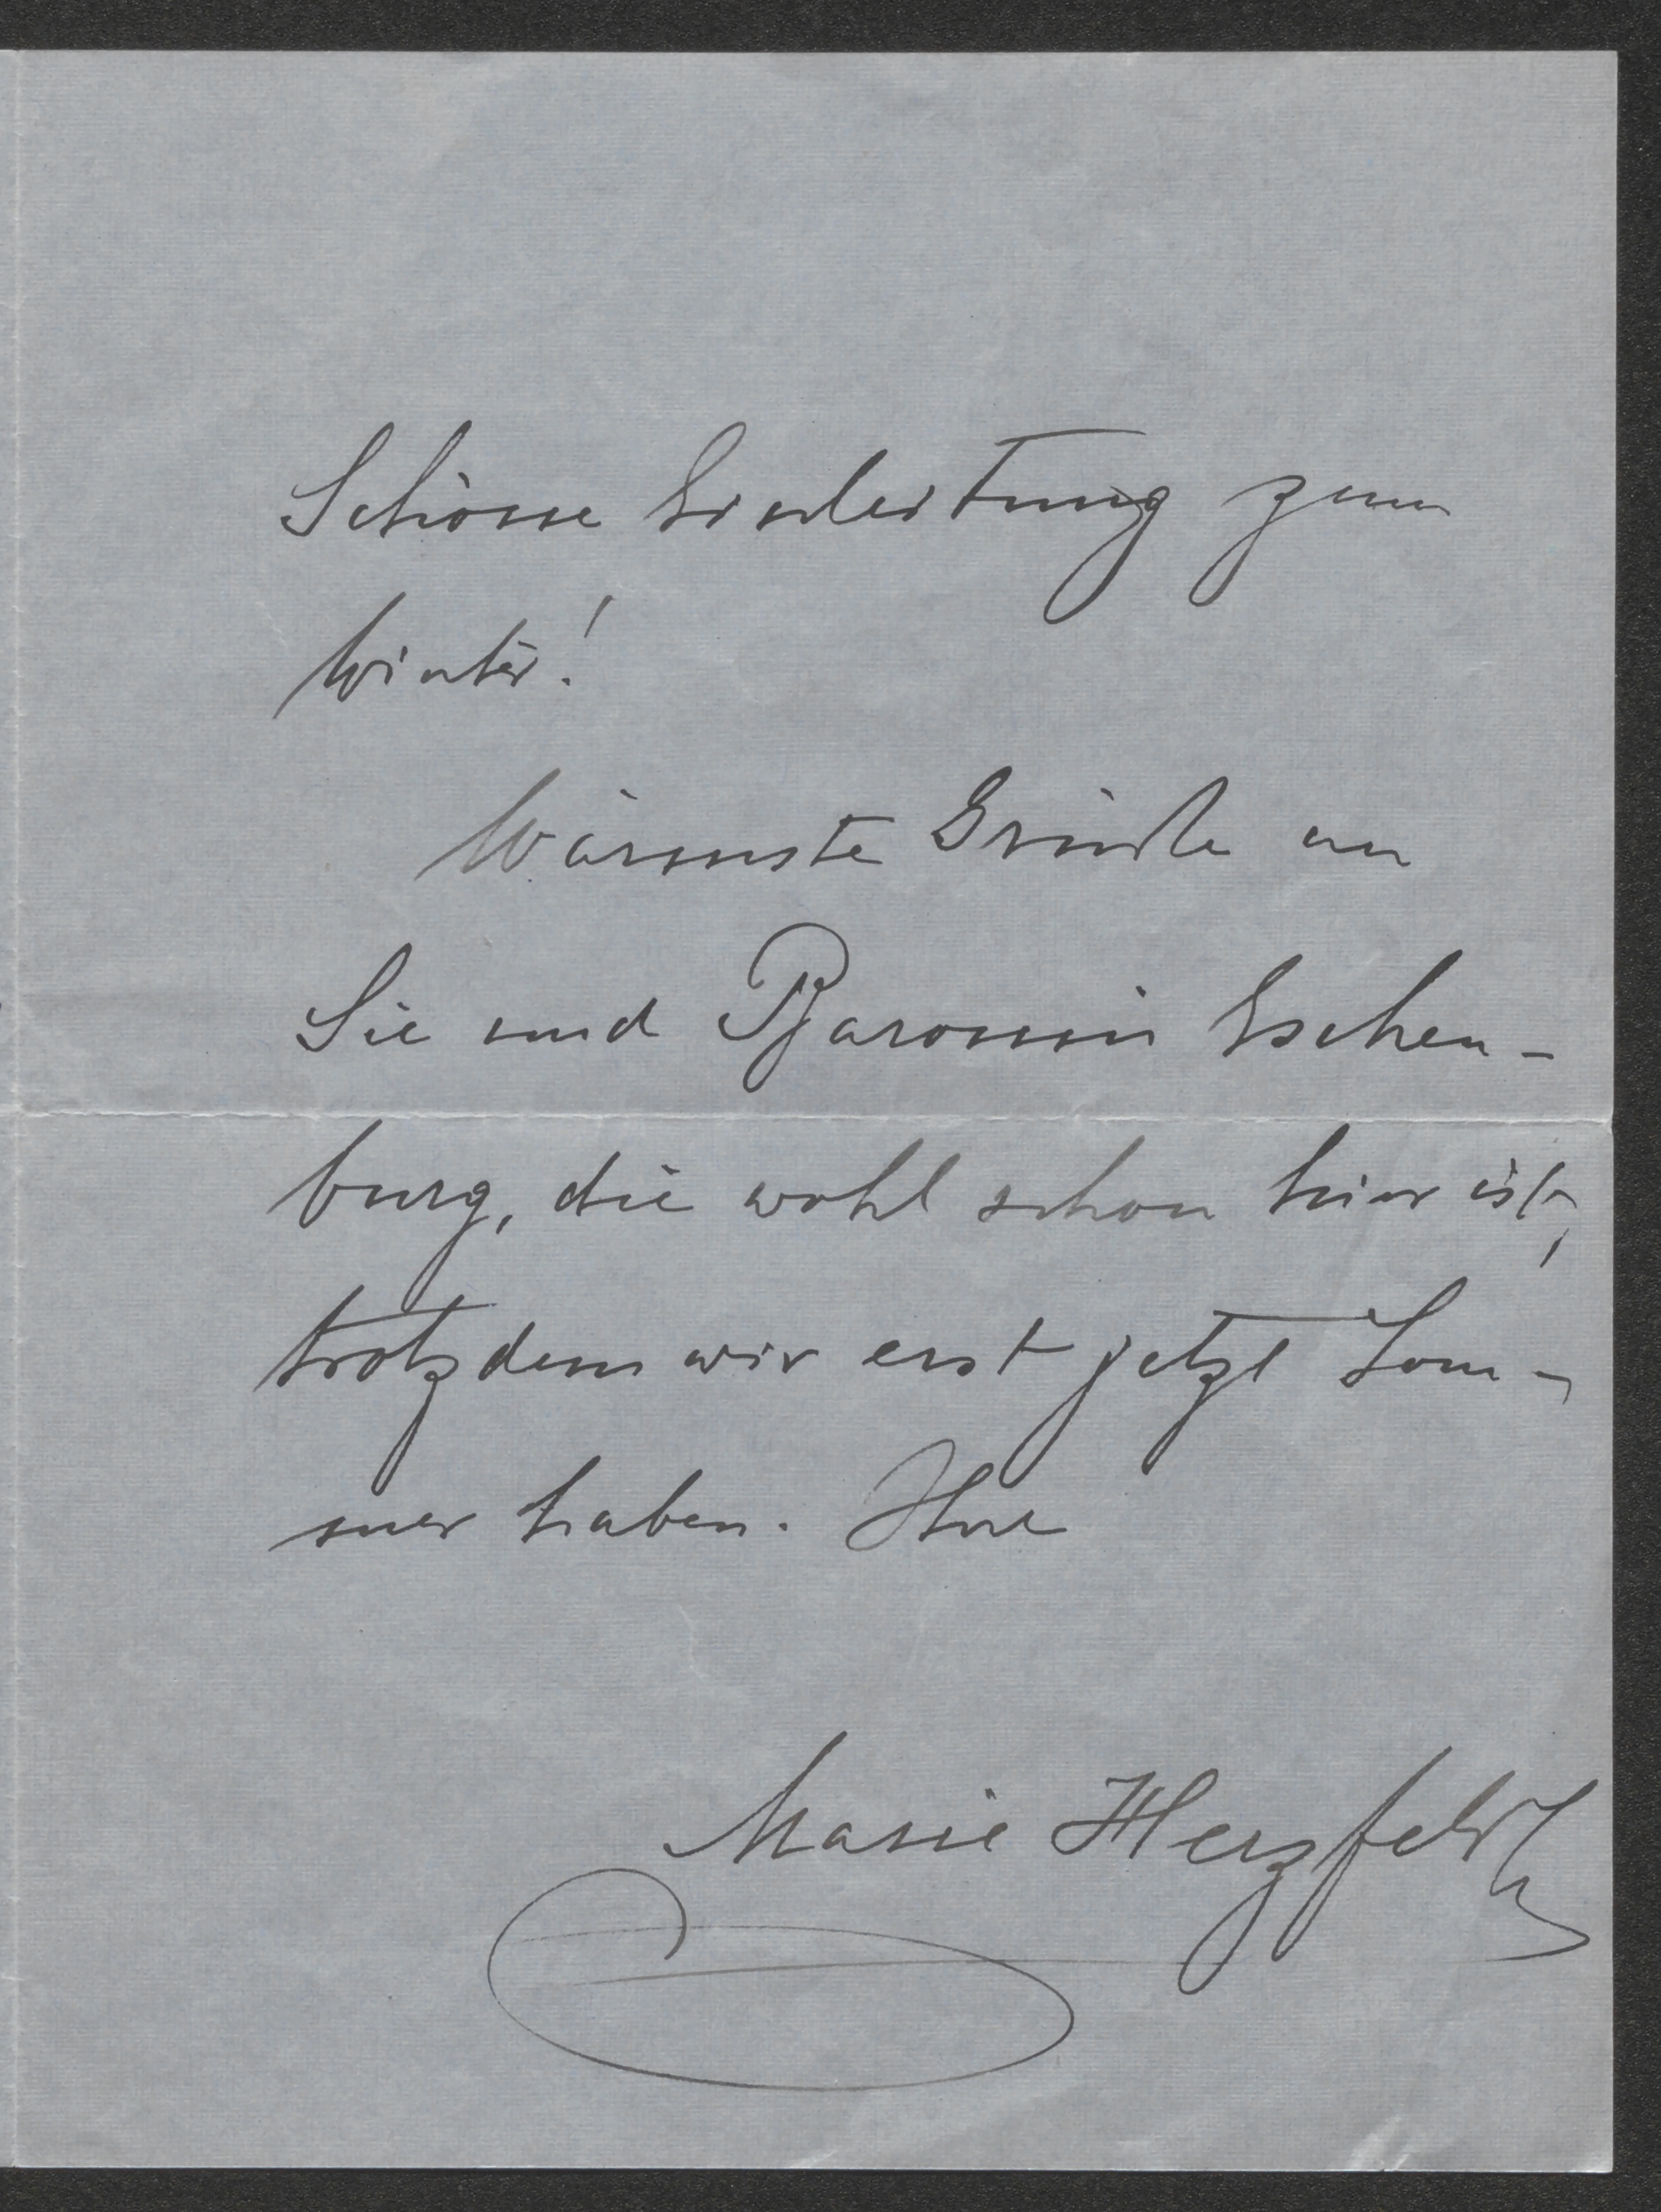 Schöne Einleitung zum
Winter!
Wärmste Grüße an
Sie und Baronin Eschen-
burg, die wohl schon hier ist,
trotzdem wir erst jetzt Som-
mer haben. Ihre
Marie Herzfeld